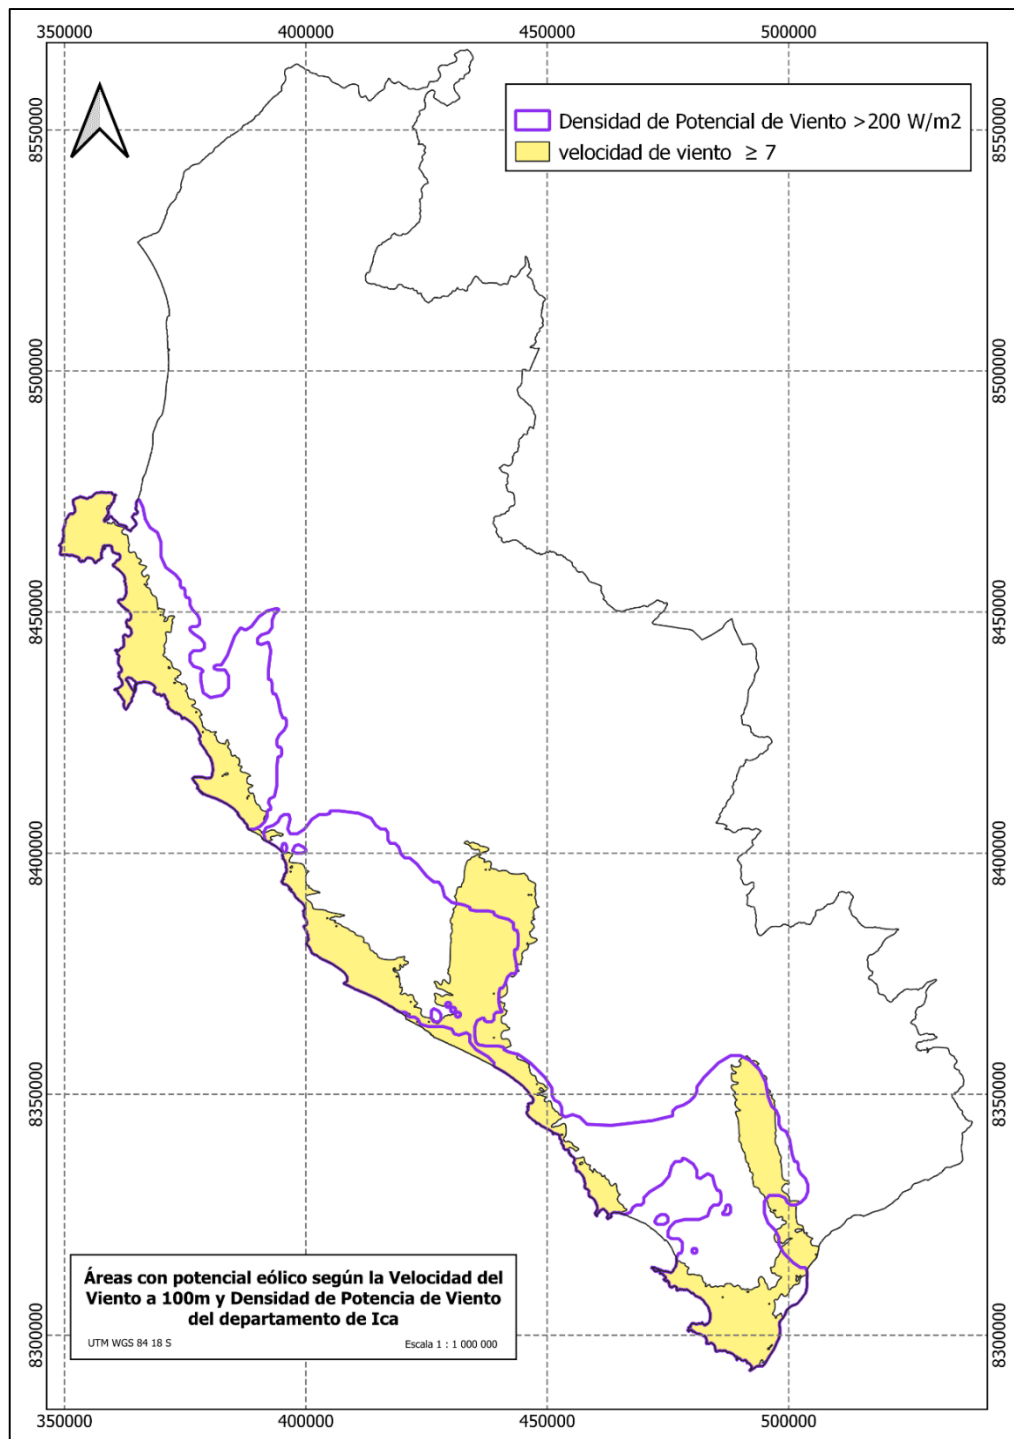 350000 400000 450000 500000
Densidad de Potencial de Viento >200 W/m2
velocidad de viento ≥ 7
8550000 8550000
8500000 8500000
8450000 8450000
8400000 8400000
8350000 8350000
8300000 8300000
Áreas con potencial eólico según la Velocidad del
Viento a 100m y Densidad de Potencia de Viento
del departamento de Ica
UTM WGS 84 18 S Escala 1 : 1 000 000
350000 400000 450000 500000